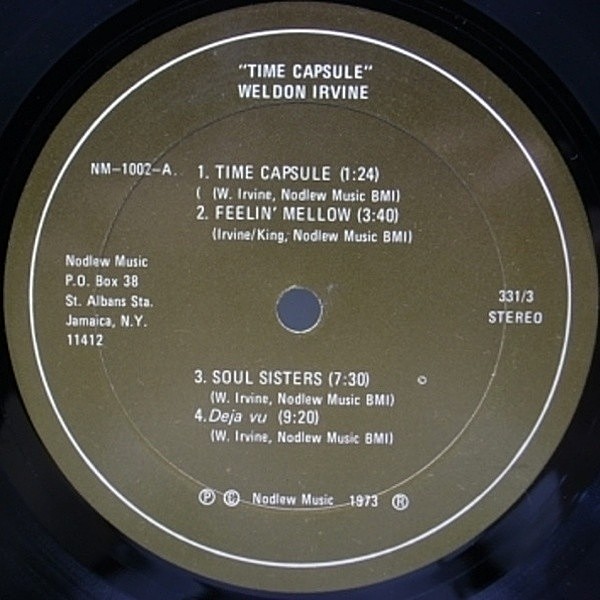 "TIME CAPSULE"
WELDON IRVINE
NM-1002-A.
1. TIME CAPSULE (1:24)
( (W. Irvine, Nodlew Music BMI)
2. FEELIN' MELLOW (3:40)
(Irvine/King, Nodlew Music BMI)
Nodlew Music
P.O. Box 38
St. Albans Sta.
Jamaica, N.Y.
11412
331/3
STEREO
3. SOUL SISTERS (7:30)
(W. Irvine, Nodlew Music BMI)
4. Deja vu (9:20)
(W. Irvine, Nodlew Music BMI)
Ⓟ © Nodlew Music 1973 ®